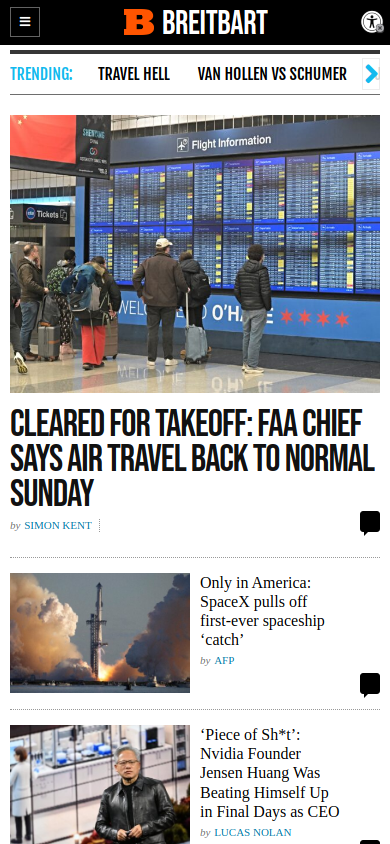 BREITBART
TRENDING: TRAVEL HELL VAN HOLLEN VS SCHUMER
Flight Information
Tickets
WELCOME TO O'HARE
CLEARED FOR TAKEOFF: FAA CHIEF
SAYS AIR TRAVEL BACK TO NORMAL
SUNDAY
by SIMON KENT
Only in America:
SpaceX pulls off
first-ever spaceship
‘catch’
by AFP
‘Piece of Sh*t’:
Nvidia Founder
Jensen Huang Was
Beating Himself Up
in Final Days as CEO
by LUCAS NOLAN